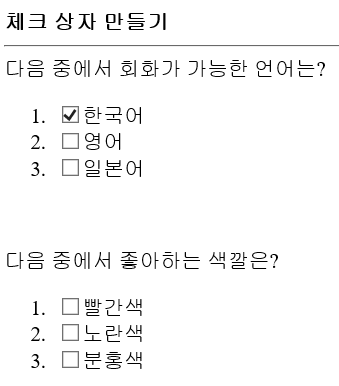 체크 상자 만들기
다음 중에서 회화가 가능한 언어는?
1. 한국어
2. 영어
3. 일본어
다음 중에서 좋아하는 색깔은?
1. 빨간색
2. 노란색
3. 분홍색